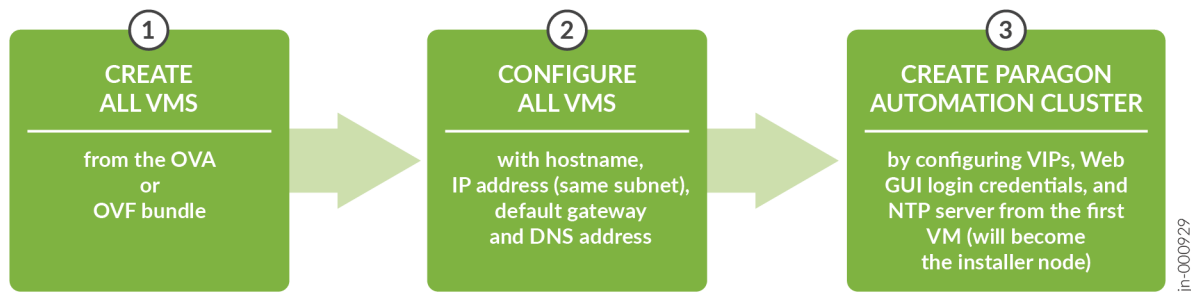 1
CREATE
ALL VMS
from the OVA
or
OVF bundle
2
CONFIGURE
ALL VMS
with hostname,
IP address (same subnet),
default gateway
and DNS address
3
CREATE PARAGON
AUTOMATION CLUSTER
by configuring VIPs, Web
GUI login credentials, and
NTP server from the first
VM (will become
the installer node)
in-000929